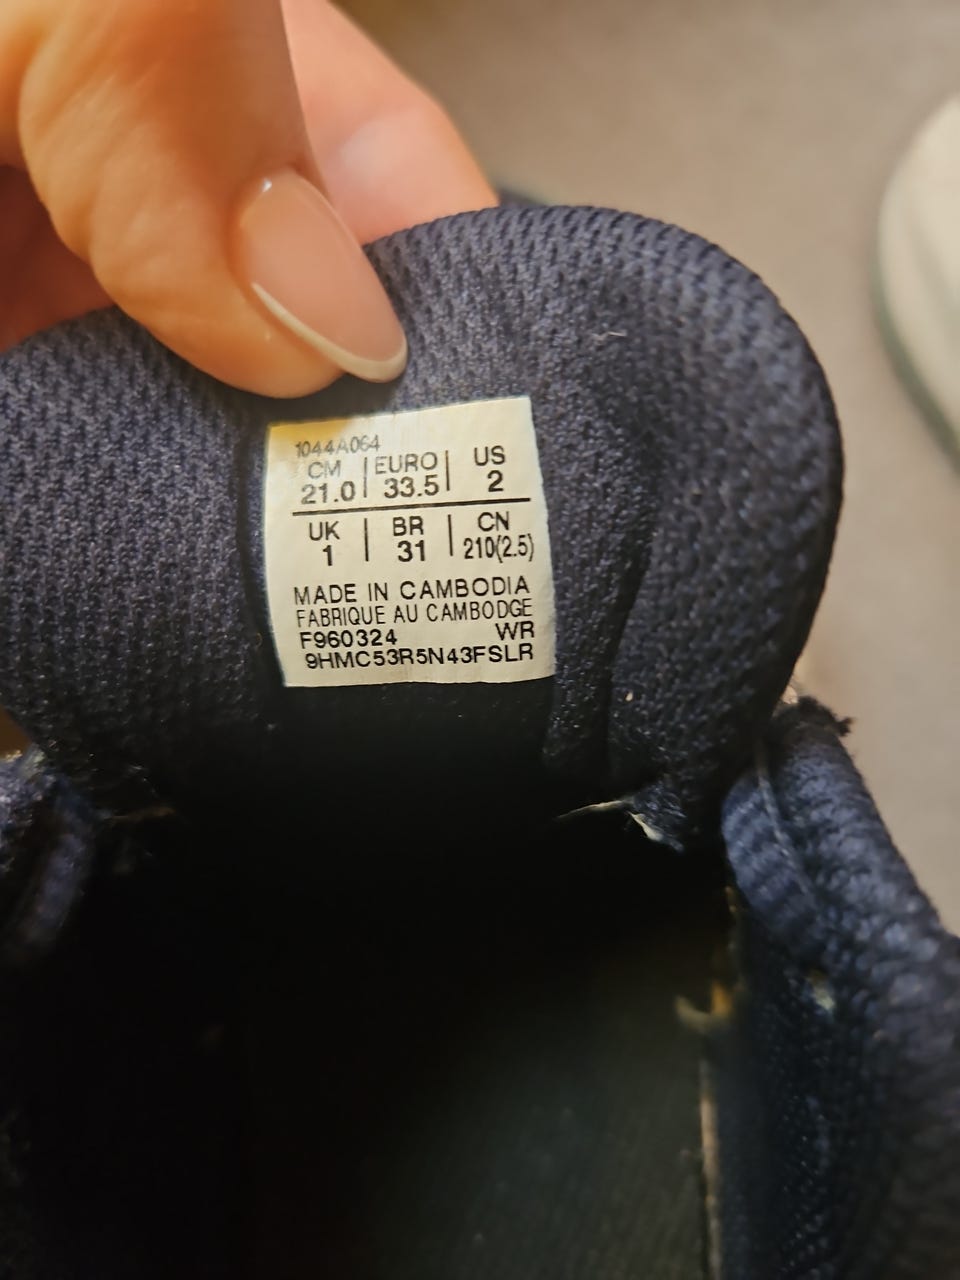 1044A064
CM | EURO | US
21.0 | 33.5 | 2
UK | BR | CN
1 | 31 | 210(2.5)
MADE IN CAMBODIA
FABRIQUE AU CAMBODGE
F960324 WR
9HMC53R5N43FSLR